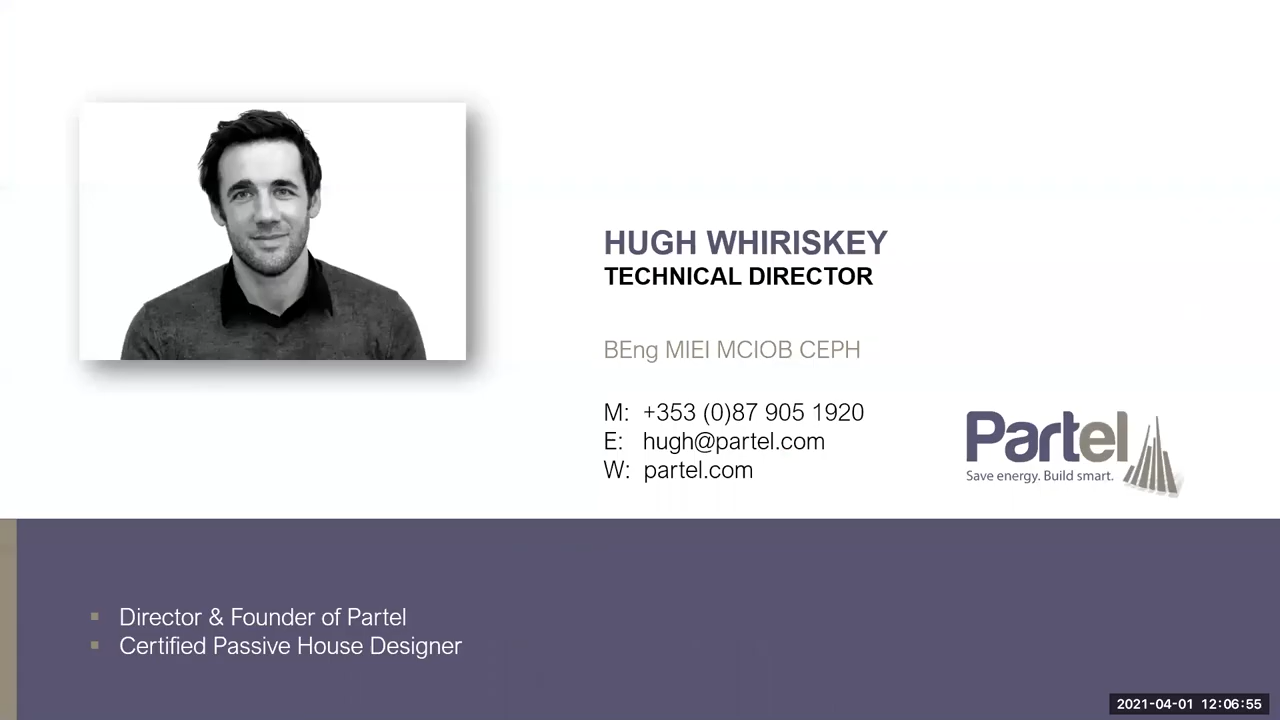 HUGH WHIRISKEY
TECHNICAL DIRECTOR
BEng MIEI MCIOB CEPH
M: +353 (0)87 905 1920
E: hugh@partel.com
W: partel.com
Partel
Save energy. Build smart.
Director & Founder of Partel
Certified Passive House Designer
2021-04-01 12:06:55